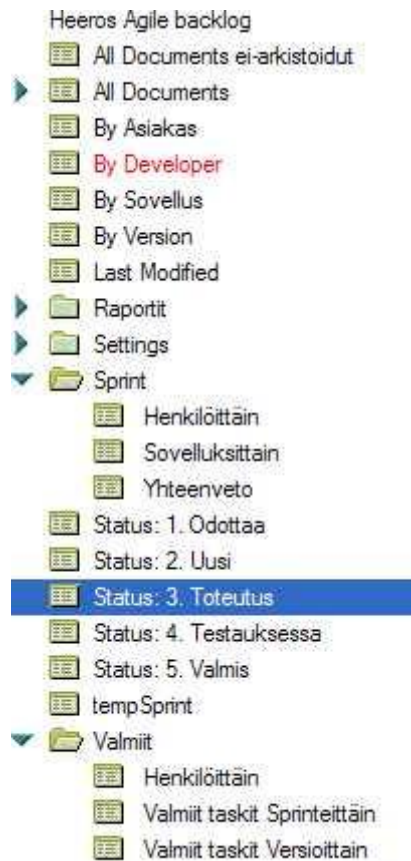 Heeros Agile backlog
All Documents ei-arkistoidut
All Documents
By Asiakas
By Developer
By Sovellus
By Version
Last Modified
Raportit
Settings
Sprint
Henkilöittäin
Sovelluksittain
Yhteenveto
Status: 1. Odottaa
Status: 2. Uusi
Status: 3. Toteutus
Status: 4. Testauksessa
Status: 5. Valmis
tempSprint
Valmiit
Henkilöittäin
Valmiit taskit Sprinteittäin
Valmiit taskit Versioittain